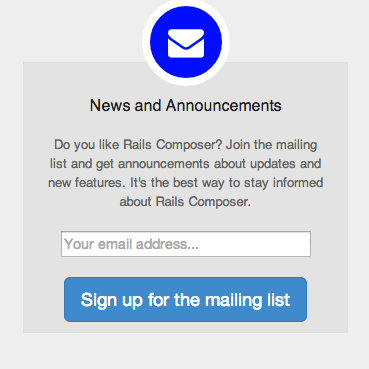 News and Announcements
Do you like Rails Composer? Join the mailing
list and get announcements about updates and
new features. It's the best way to stay informed
about Rails Composer.
Your email address...
Sign up for the mailing list